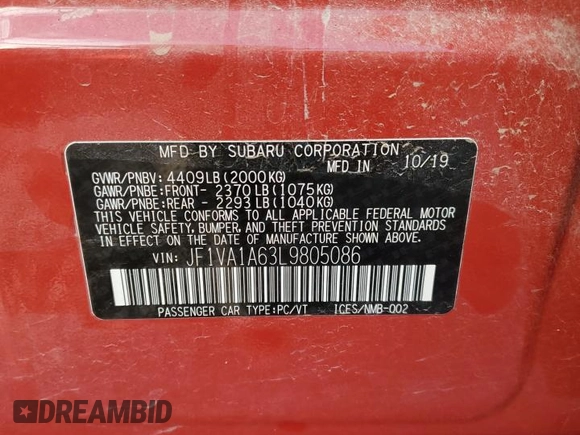 MFD BY SUBARU CORPORATION
MFD IN 10/19
GVWR/PNBV: 4409LB(2000KG)
GAWR/PNBE:FRONT- 2370LB(1075KG)
GAWR/PNBE:REAR - 2293LB(1040KG)
THIS VEHICLE CONFORMS TO ALL APPLICABLE FEDERAL MOTOR
VEHICLE SAFETY, BUMPER, AND THEFT PREVENTION STANDARDS
IN EFFECT ON THE DATE OF MANUFACTURE SHOWN ABOVE.
VIN: JF1VA1A63L9805086
PASSENGER CAR TYPE:PC/VT ICES/NMB-002
DREAMBID